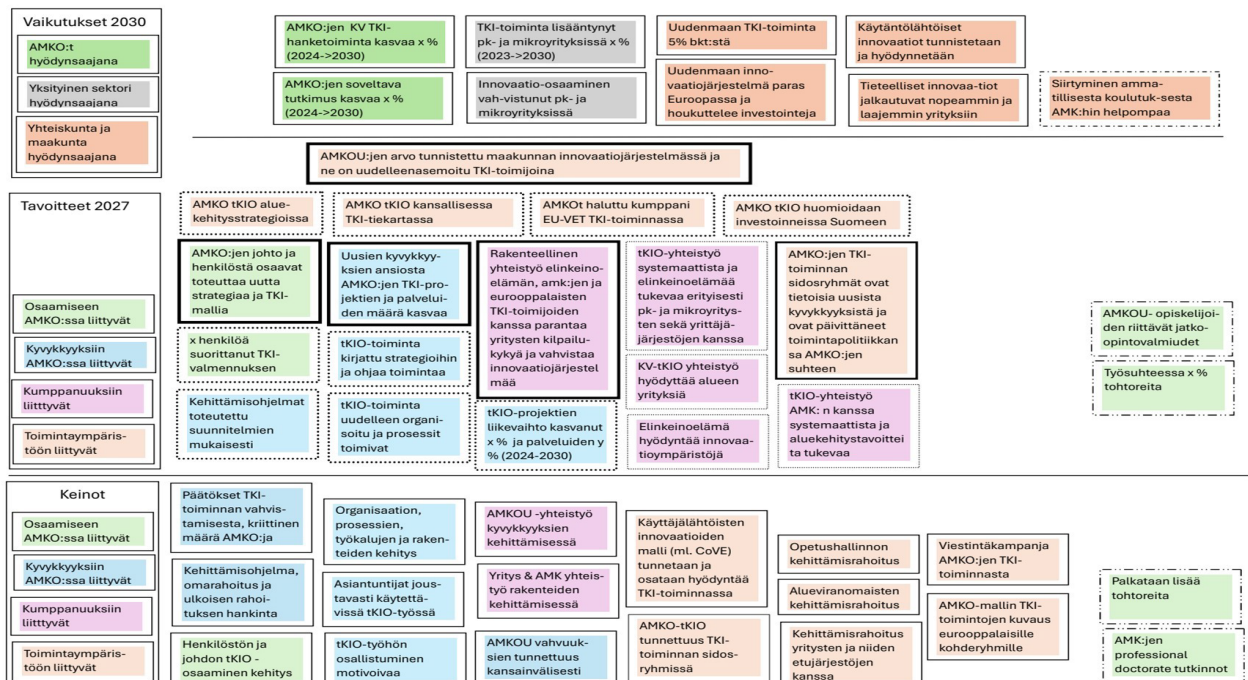 Vaikutukset 2030
AMKO:t
hyödynsaajana
Yksityinen sektori
hyödynsaajana
Yhteiskunta ja
maakunta
hyödynsaajana
AMKO:jen KV TKI-
hanketoiminta kasvaa x %
(2024->2030)
AMKO:jen soveltava
tutkimus kasvaa x %
(2024->2030)
TKI-toiminta lisääntynyt
pk- ja mikroyrityksissä x %
(2023->2030)
Innovaatio-osaaminen
vah-vistunut pk- ja
mikroyrityksissä
Uudenmaan TKI-toiminta
5% bkt:stä
Uudenmaan inno-
vaatiojärjestelmä paras
Euroopassa ja
houkuttelee investointeja
Käytäntölähtöiset
innovaatiot tunnistetaan
ja hyödynnetään
Tieteelliset innovaa-tiot
jalkautuvat nopeammin ja
laajemmin yrityksiin
Siirtyminen amma-
tillisesta koulutuk-sesta
AMK:hin helpompaa
AMKOU:jen arvo tunnistettu maakunnan innovaatiojärjestelmässä ja
ne on uudelleenasemoitu TKI-toimijoina
Tavoitteet 2027
Osaamiseen
AMKO:ssa liittyvät
Kyvykkyyksiin
AMKO:ssa liittyvät
Kumppanuuksiin
liitttyvät
Toimintaympäris-
töön liittyvät
AMKO tKIO alue-
kehitysstrategioissa
AMKO tKIO kansallisessa
TKI-tiekartassa
AMKOt haluttu kumppani
EU-VET TKI-toiminnassa
AMKO tKIO huomioidaan
investoinneissa Suomeen
AMKO:jen johto ja
henkilöstö osaavat
toteuttaa uutta
strategiaa ja TKI-
mallia
x henkilöä
suorittanut TKI-
valmennuksen
Kehittämisohjelmat
toteutettu
suunnitelmien
mukaisesti
Uusien kyvykkyy-
ksien ansiosta
AMKO:jen TKI-pro-
jektien ja palvelui-
den määrä kasvaa
tKIO-toiminta
kirjattu strategioihin
ja ohjaa toimintaa
tKIO-toiminta
uudelleen organi-
soitu ja prosessit
toimivat
Rakenteellinen
yhteistyö elinkeino-
elämän, amk:jen ja
eurooppalaisten
TKI-toimijoiden
kanssa parantaa
yritysten kilpailu-
kykyä ja vahvistaa
innovaatiojärjestel
mää
tKIO-projektien
liikevaihto kasvanut
x % ja palveluiden y
% (2024-2030)
tKIO-yhteistyö
systemaattista ja
elinkeinoelämää
tukevaa erityisesti
pk- ja mikroyritys-
ten sekä yrittäjä-
järjestöjen kanssa
KV-tKIO yhteistyö
hyödyttää alueen
yrityksiä
Elinkeinoelämä
hyödyntää innovaa-
tioympäristöjä
AMKO:jen TKI-
toiminnan
sidosryhmät ovat
tietoisia uusista
kyvykkyyksistä ja
ovat päivittäneet
toimintapolitiikkan
sa AMKO:jen
suhteen
tKIO-yhteistyö
AMK: n kanssa
systemaattista ja
aluekehitystavoittei
ta tukevaa
AMKOU- opiskelijoi-
den riittävät jatko-
opintovalmiudet
Työsuhteessa x %
tohtoreita
Keinot
Osaamiseen
AMKO:ssa liittyvät
Kyvykkyyksiin
AMKO:ssa liittyvät
Kumppanuuksiin
liitttyvät
Toimintaympäris-
töön liittyvät
Päätökset TKI-
toiminnan vahvis-
tamisesta, kriittinen
määrä AMKO:ja
Kehittämisohjelma,
omarahoitus ja
ulkoisen rahoi-
tuksen hankinta
Henkilöstön ja
johdon tKIO -
osaaminen kehitys
Organisaation,
prosessien,
työkalujen ja raken-
teiden kehitys
Asiantuntijat jous-
tavasti käytettä-
vissä tKIO-työssä
tKIO-työhön
osallistuminen
motivoivaa
AMKOU -yhteistyö
kyvykkyyksien
kehittämisessä
Yritys & AMK yhteis-
työ rakenteiden
kehittämisessä
AMKOU vahvuuk-
sien tunnettuus
kansainvälisesti
Käyttäjälähtöisten
innovaatioiden
malli (ml. CoVE)
tunnetaan ja
osataan hyödyntää
TKI-toiminnassa
AMKO-tKIO
tunnettuus TKI-
toiminnan sidos-
ryhmissä
Opetushallinnon
kehittämisrahoitus
Alueviranomaisten
kehittämisrahoitus
Kehittämisrahoitus
yritysten ja niiden
etujärjestöjen
kanssa
Viestintäkampanja
AMKO:jen TKI-
toiminnasta
AMKO-mallin TKI-
toimintojen kuvaus
eurooppalaisille
kohderyhmille
Palkataan lisää
tohtoreita
AMK:jen
professional
doctorate tutkinnot